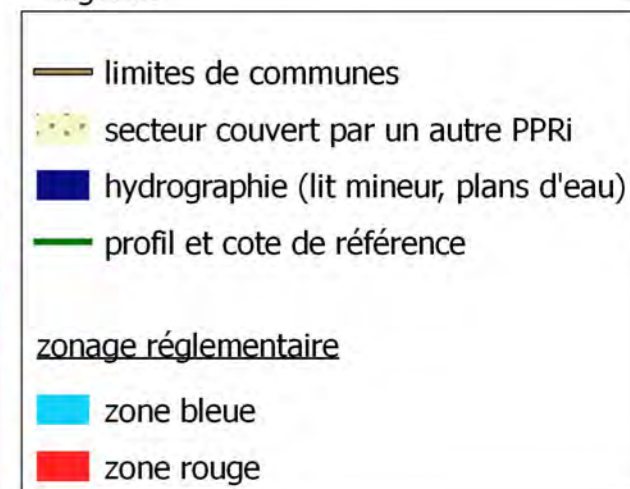 limites de communes
secteur couvert par un autre PPRi
hydrographie (lit mineur, plans d'eau)
profil et cote de référence
zonage réglementaire
zone bleue
zone rouge